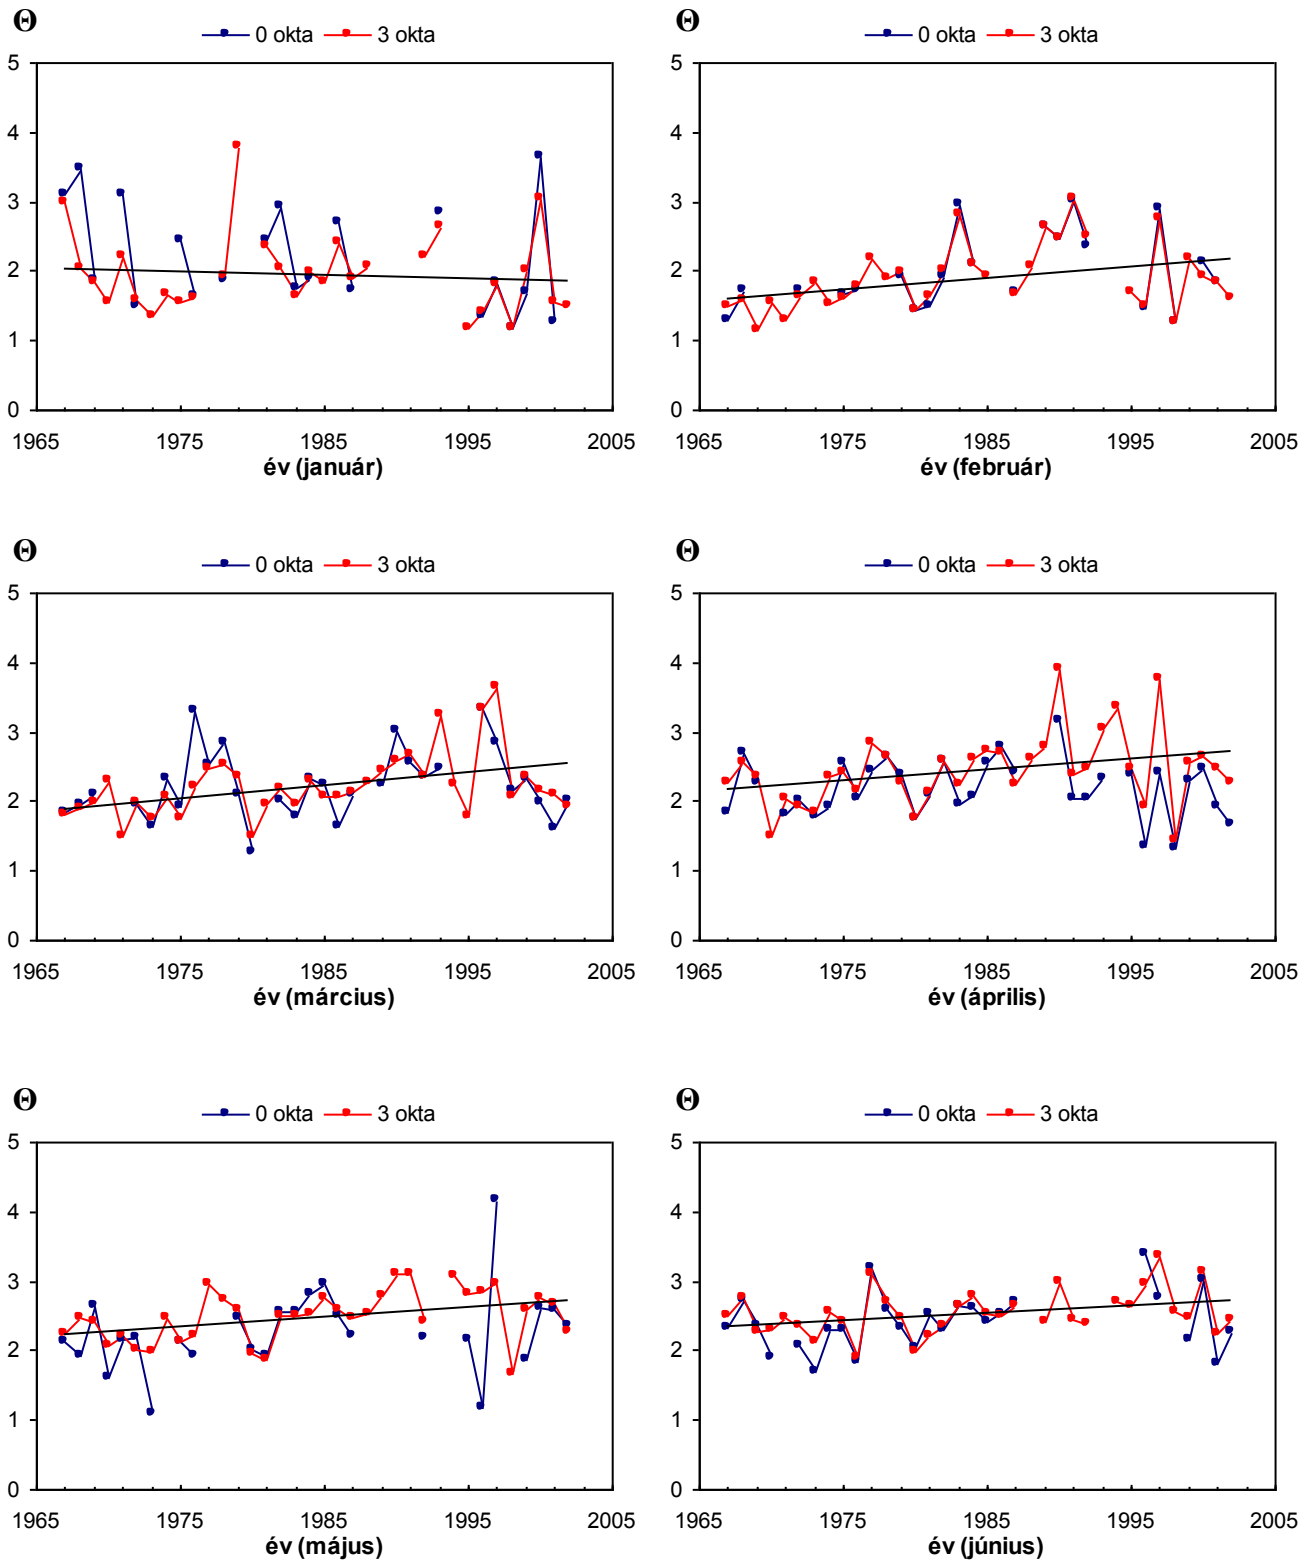 Θ Θ
0 okta 3 okta 0 okta 3 okta
5 5
4 4
3 3
2 2
1 1
0 0
1965 1975 1985 1995 2005 1965 1975 1985 1995 2005
év (január) év (február)
Θ Θ
0 okta 3 okta 0 okta 3 okta
5 5
4 4
3 3
2 2
1 1
0 0
1965 1975 1985 1995 2005 1965 1975 1985 1995 2005
év (március) év (április)
Θ Θ
0 okta 3 okta 0 okta 3 okta
5 5
4 4
3 3
2 2
1 1
0 0
1965 1975 1985 1995 2005 1965 1975 1985 1995 2005
év (május) év (június)